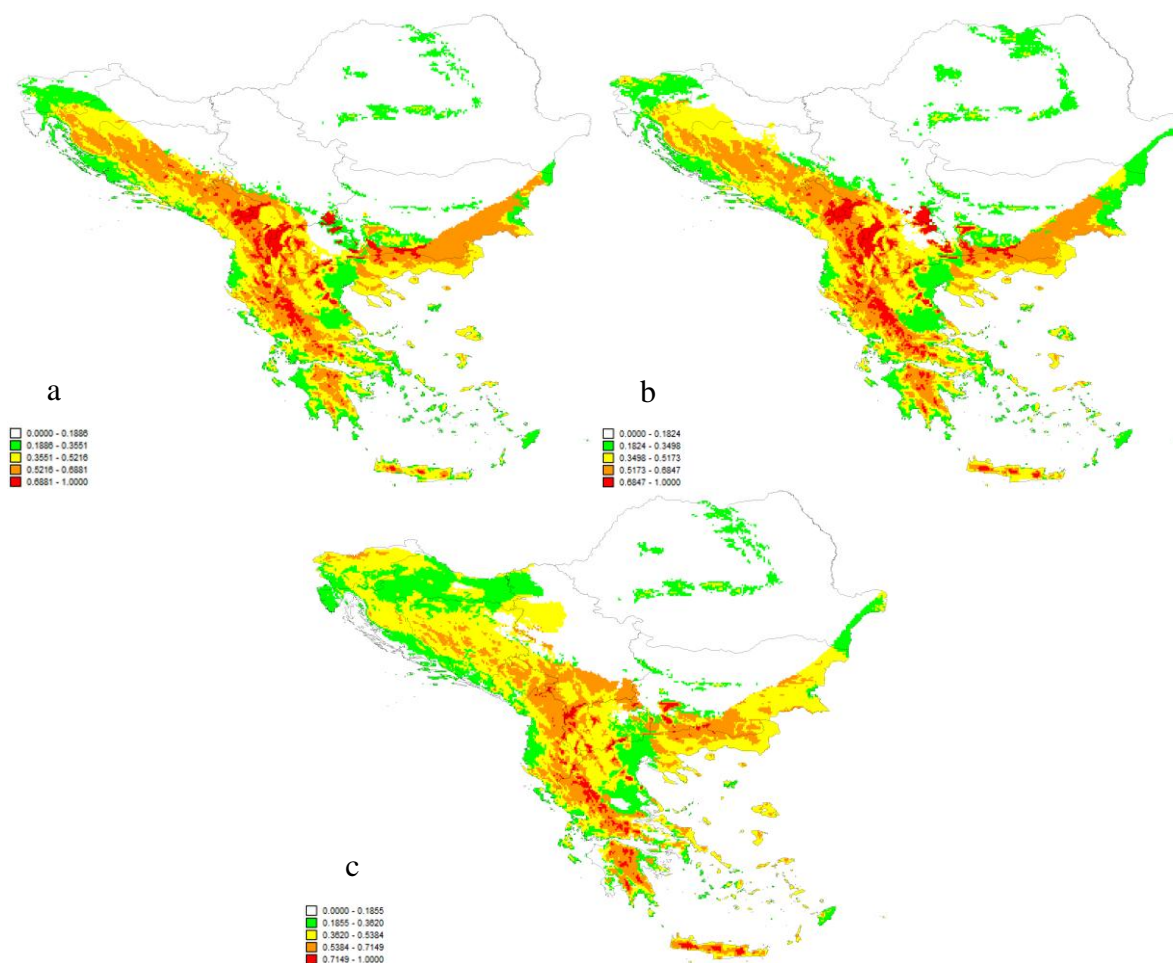 a
0.0000 - 0.1886
0.1886 - 0.3551
0.3551 - 0.5216
0.5216 - 0.6881
0.6881 - 1.0000
b
0.0000 - 0.1824
0.1824 - 0.3498
0.3498 - 0.5173
0.5173 - 0.6847
0.6847 - 1.0000
c
0.0000 - 0.1855
0.1855 - 0.3620
0.3620 - 0.5384
0.5384 - 0.7149
0.7149 - 1.0000